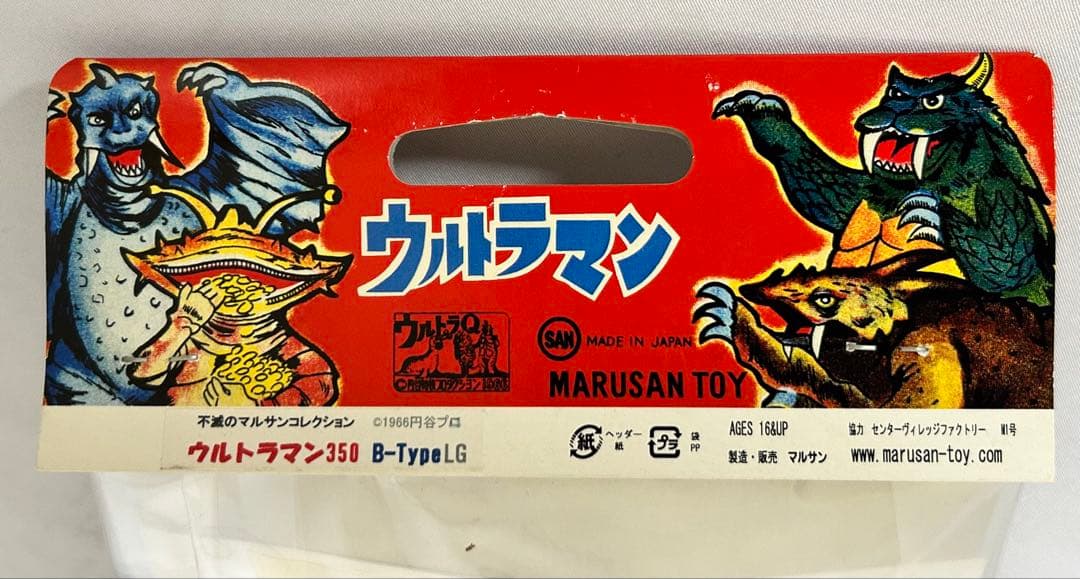 ウルトラマン
ウルトラQ
SAN MADE IN JAPAN
MARUSAN TOY
不滅のマルサンコレクション ©1966円谷プロ
ウルトラマン350 B-TypeLG
紙 ヘッダー紙 プラ 袋PP
AGES 16&UP
製造・販売 マルサン
協力 センターヴィレッジファクトリー M1号
www.marusan-toy.com